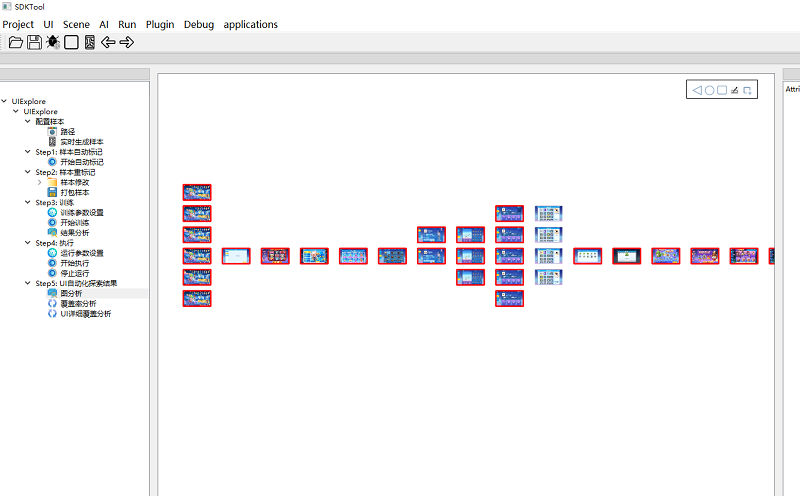 SDKTool
Project UI Scene AI Run Plugin Debug applications
Attri
UIExplore
UIExplore
配置样本
路径
实时生成样本
Step1: 样本自动标记
开始自动标记
Step2: 样本重标记
样本修改
打包样本
Step3: 训练
训练参数设置
开始训练
结果分析
Step4: 执行
运行参数设置
开始执行
停止运行
Step5: UI自动化探索结果
图分析
覆盖率分析
UI详细覆盖分析